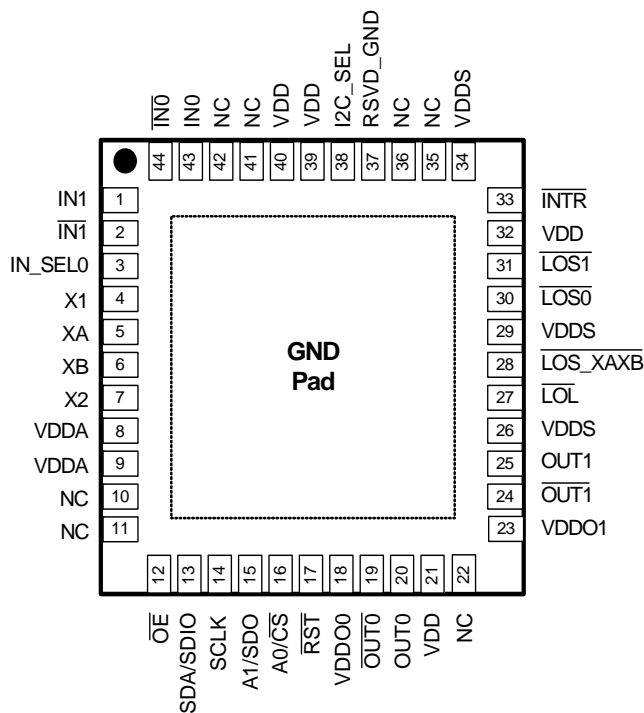 IN0 IN0 NC NC VDD VDD I2C_SEL RSVD_GND NC NC VDDS
44 43 42 41 40 39 38 37 36 35 34
IN1 1 33 INTR
IN1 2 32 VDD
IN_SEL0 3 31 LOS1
X1 4 30 LOS0
XA 5 29 VDDS
XB 6 28 LOS_XAXB
X2 7 27 LOL
VDDA 8 26 VDDS
VDDA 9 25 OUT1
NC 10 24 OUT1
NC 11 23 VDDO1
GND
Pad
12 13 14 15 16 17 18 19 20 21 22
OE SDA/SDIO SCLK A1/SDO A0/CS RST VDDO0 OUT0 OUT0 VDD NC